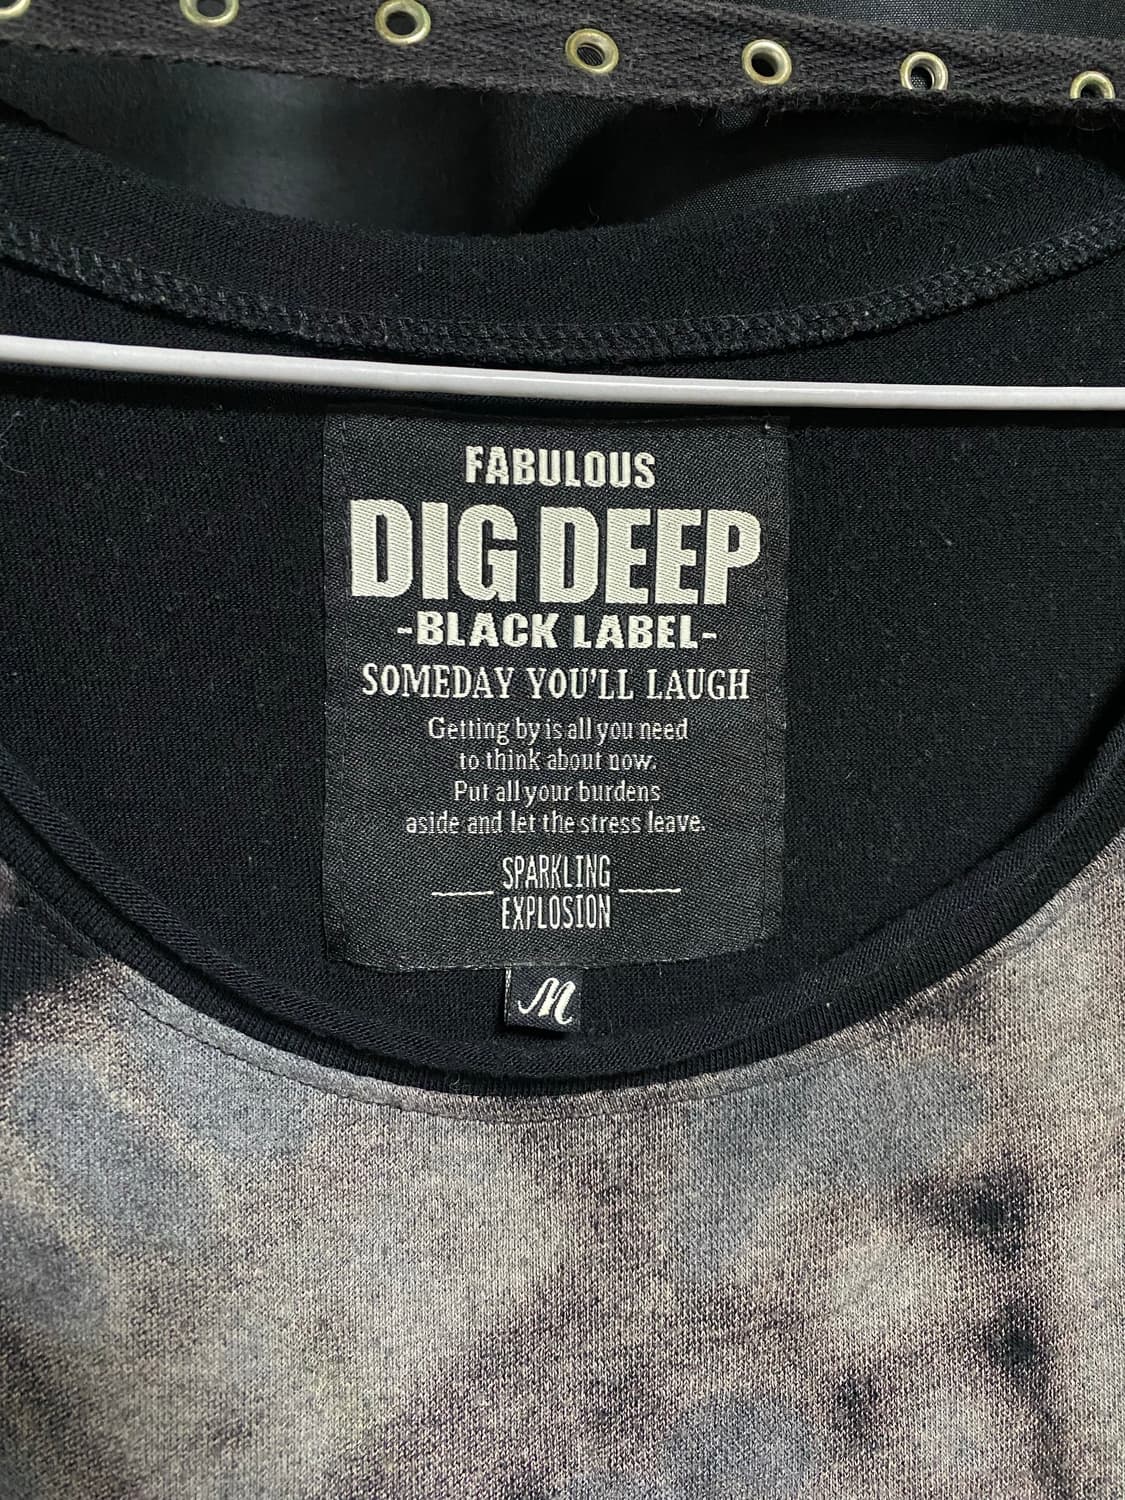 FABULOUS
DIG DEEP
-BLACK LABEL-
SOMEDAY YOU'LL LAUGH
Getting by is all you need
to think about now.
Put all your burdens
aside and let the stress leave.
SPARKLING
EXPLOSION
M